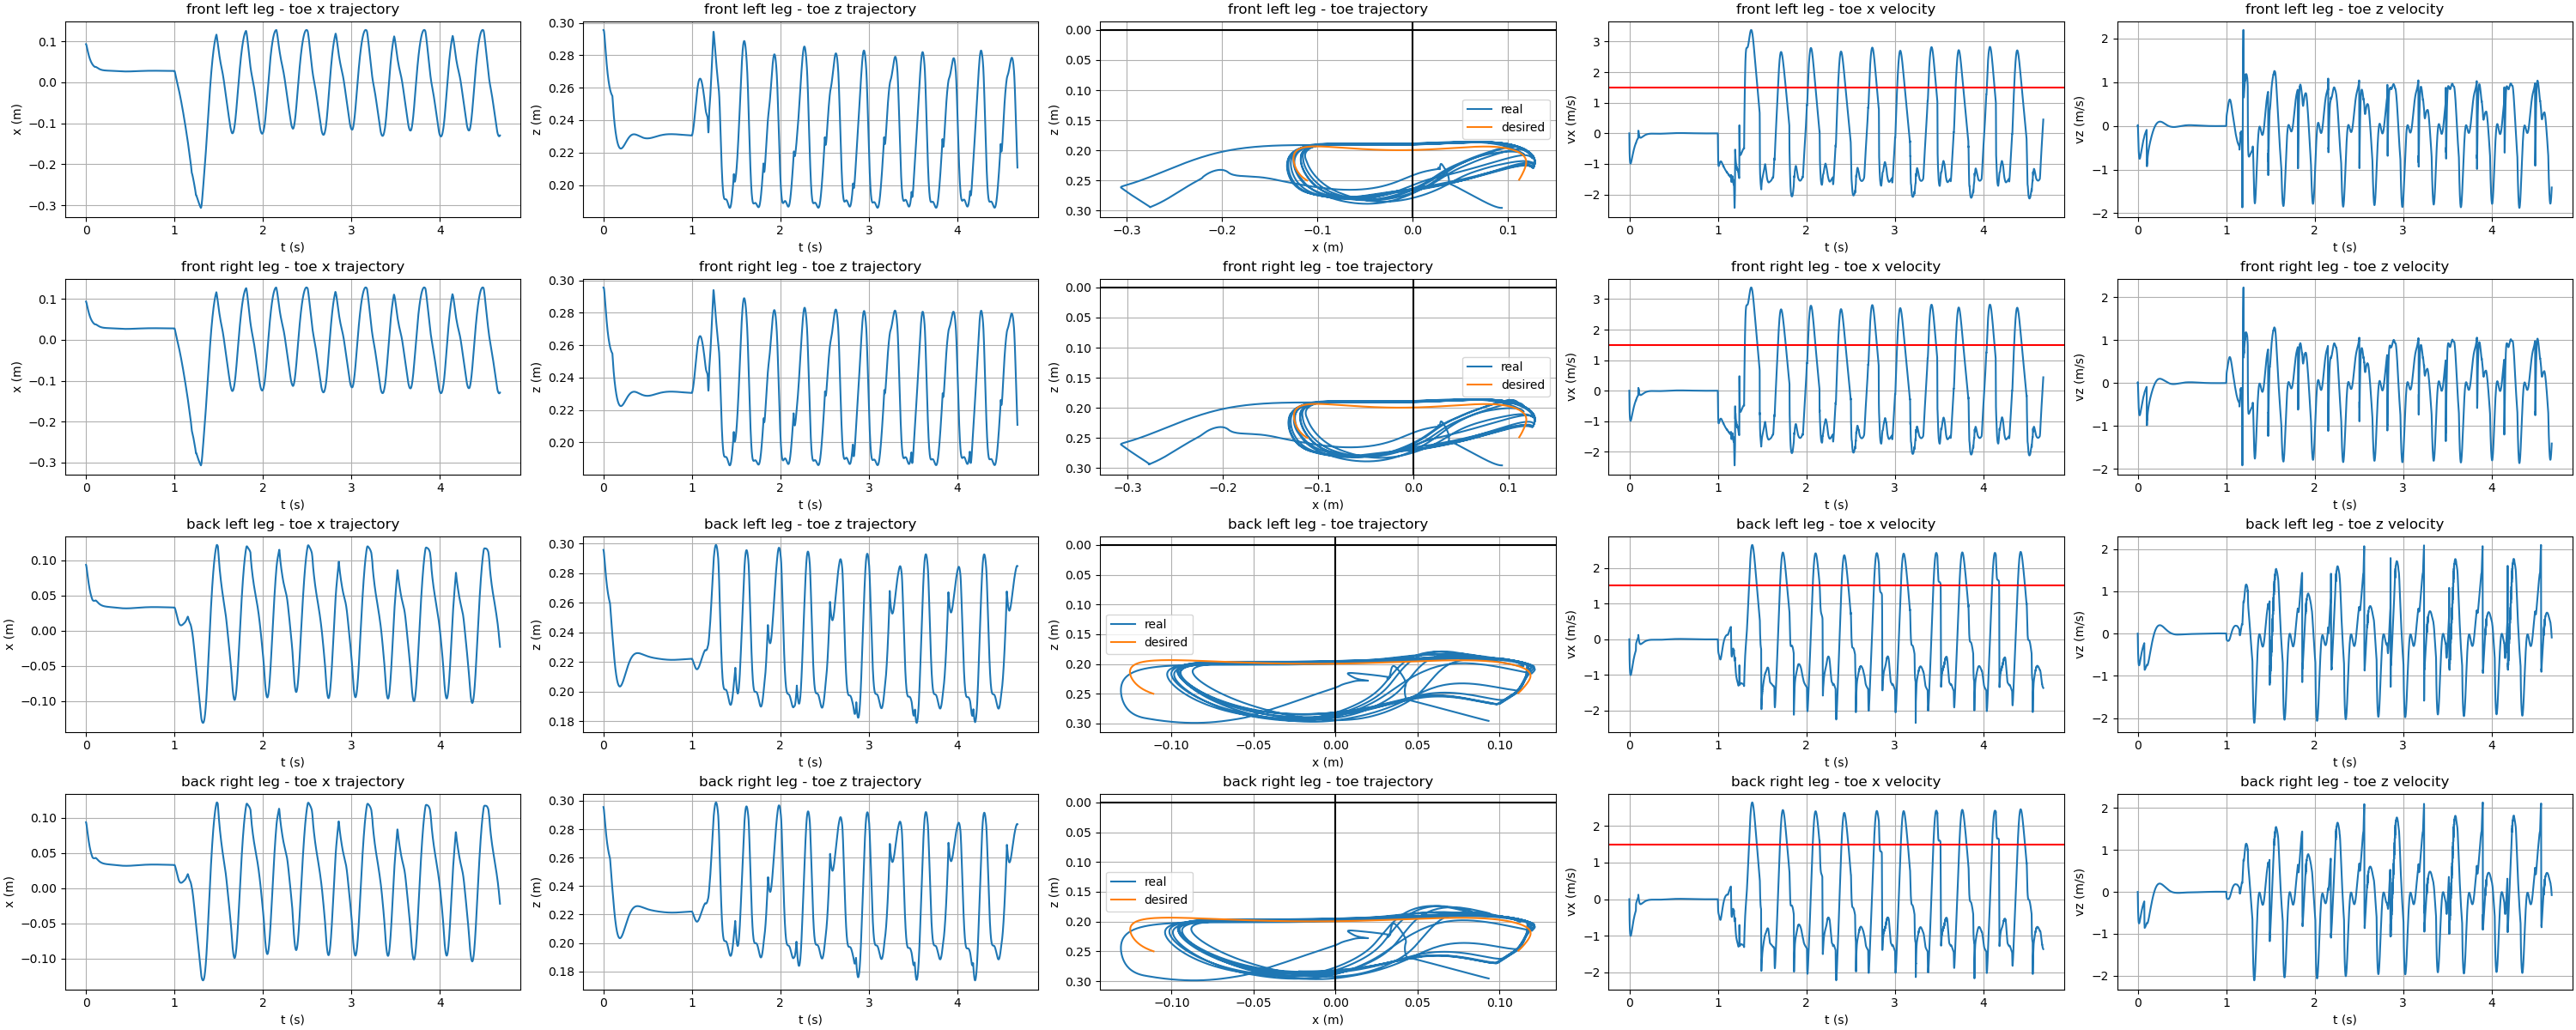 front left leg - toe x trajectory
x (m)
0.1
0.0
−0.1
−0.2
−0.3
0 1 2 3 4
t (s)
front left leg - toe z trajectory
z (m)
0.30
0.28
0.26
0.24
0.22
0.20
0 1 2 3 4
t (s)
front left leg - toe trajectory
z (m)
0.00
0.05
0.10
0.15
0.20
0.25
0.30
real
desired
−0.3 −0.2 −0.1 0.0 0.1
x (m)
front left leg - toe x velocity
vx (m/s)
3
2
1
0
−1
−2
0 1 2 3 4
t (s)
front left leg - toe z velocity
vz (m/s)
2
1
0
−1
−2
0 1 2 3 4
t (s)
front right leg - toe x trajectory
x (m)
0.1
0.0
−0.1
−0.2
−0.3
0 1 2 3 4
t (s)
front right leg - toe z trajectory
z (m)
0.30
0.28
0.26
0.24
0.22
0.20
0 1 2 3 4
t (s)
front right leg - toe trajectory
z (m)
0.00
0.05
0.10
0.15
0.20
0.25
0.30
real
desired
−0.3 −0.2 −0.1 0.0 0.1
x (m)
front right leg - toe x velocity
vx (m/s)
3
2
1
0
−1
−2
0 1 2 3 4
t (s)
front right leg - toe z velocity
vz (m/s)
2
1
0
−1
−2
0 1 2 3 4
t (s)
back left leg - toe x trajectory
x (m)
0.10
0.05
0.00
−0.05
−0.10
0 1 2 3 4
t (s)
back left leg - toe z trajectory
z (m)
0.30
0.28
0.26
0.24
0.22
0.20
0.18
0 1 2 3 4
t (s)
back left leg - toe trajectory
z (m)
0.00
0.05
0.10
0.15
0.20
0.25
0.30
real
desired
−0.10 −0.05 0.00 0.05 0.10
x (m)
back left leg - toe x velocity
vx (m/s)
2
1
0
−1
−2
0 1 2 3 4
t (s)
back left leg - toe z velocity
vz (m/s)
2
1
0
−1
−2
0 1 2 3 4
t (s)
back right leg - toe x trajectory
x (m)
0.10
0.05
0.00
−0.05
−0.10
0 1 2 3 4
t (s)
back right leg - toe z trajectory
z (m)
0.30
0.28
0.26
0.24
0.22
0.20
0.18
0 1 2 3 4
t (s)
back right leg - toe trajectory
z (m)
0.00
0.05
0.10
0.15
0.20
0.25
0.30
real
desired
−0.10 −0.05 0.00 0.05 0.10
x (m)
back right leg - toe x velocity
vx (m/s)
2
1
0
−1
−2
0 1 2 3 4
t (s)
back right leg - toe z velocity
vz (m/s)
2
1
0
−1
−2
0 1 2 3 4
t (s)